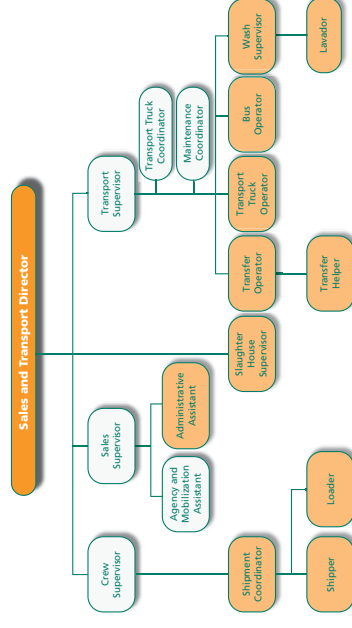 Sales and Transport Director
Crew
Supervisor
Sales
Supervisor
Transport
Supervisor
Agency and
Mobilization
Assistant
Administrative
Assistant
Transport Truck
Coordinator
Maintenance
Coordinator
Shipment
Coordinator
Slaughter
House
Supervisor
Transfer
Operator
Transport
Truck
Operator
Bus
Operator
Wash
Supervisor
Shipper
Loader
Transfer
Helper
Lavador